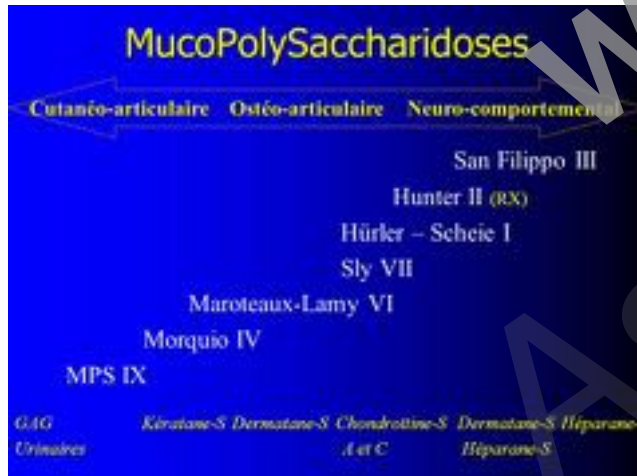 MucoPolySaccharidoses
Cutanéo-articulaire Ostéo-articulaire Neuro-comportemental
San Filippo III
Hunter II (RX)
Hürler – Scheie I
Sly VII
Maroteaux-Lamy VI
Morquio IV
MPS IX
GAG Kératane-S Dermatane-S Chondroïtine-S Dermatane-S Héparane-
Urinaires A et C Héparane-S